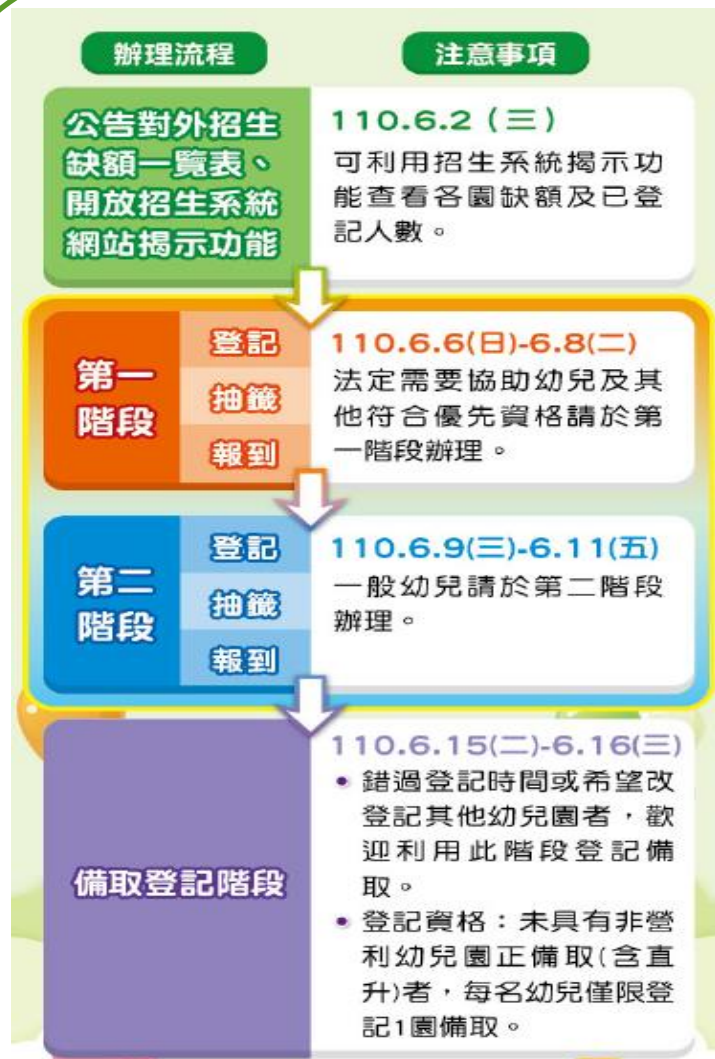 辦理流程
注意事項
公告對外招生
缺額一覽表、
開放招生系統
網站揭示功能
110.6.2（三）
可利用招生系統揭示功
能查看各園缺額及已登
記人數。
第一
階段
登記
抽籤
報到
110.6.6(日)-6.8(二)
法定需要協助幼兒及其
他符合優先資格請於第
一階段辦理。
第二
階段
登記
抽籤
報到
110.6.9(三)-6.11(五)
一般幼兒請於第二階段
辦理。
備取登記階段
110.6.15(二)-6.16(三)
• 錯過登記時間或希望改
登記其他幼兒園者，歡
迎利用此階段登記備
取。
• 登記資格：未具有非營
利幼兒園正備取(含直
升)者，每名幼兒僅限登
記1園備取。